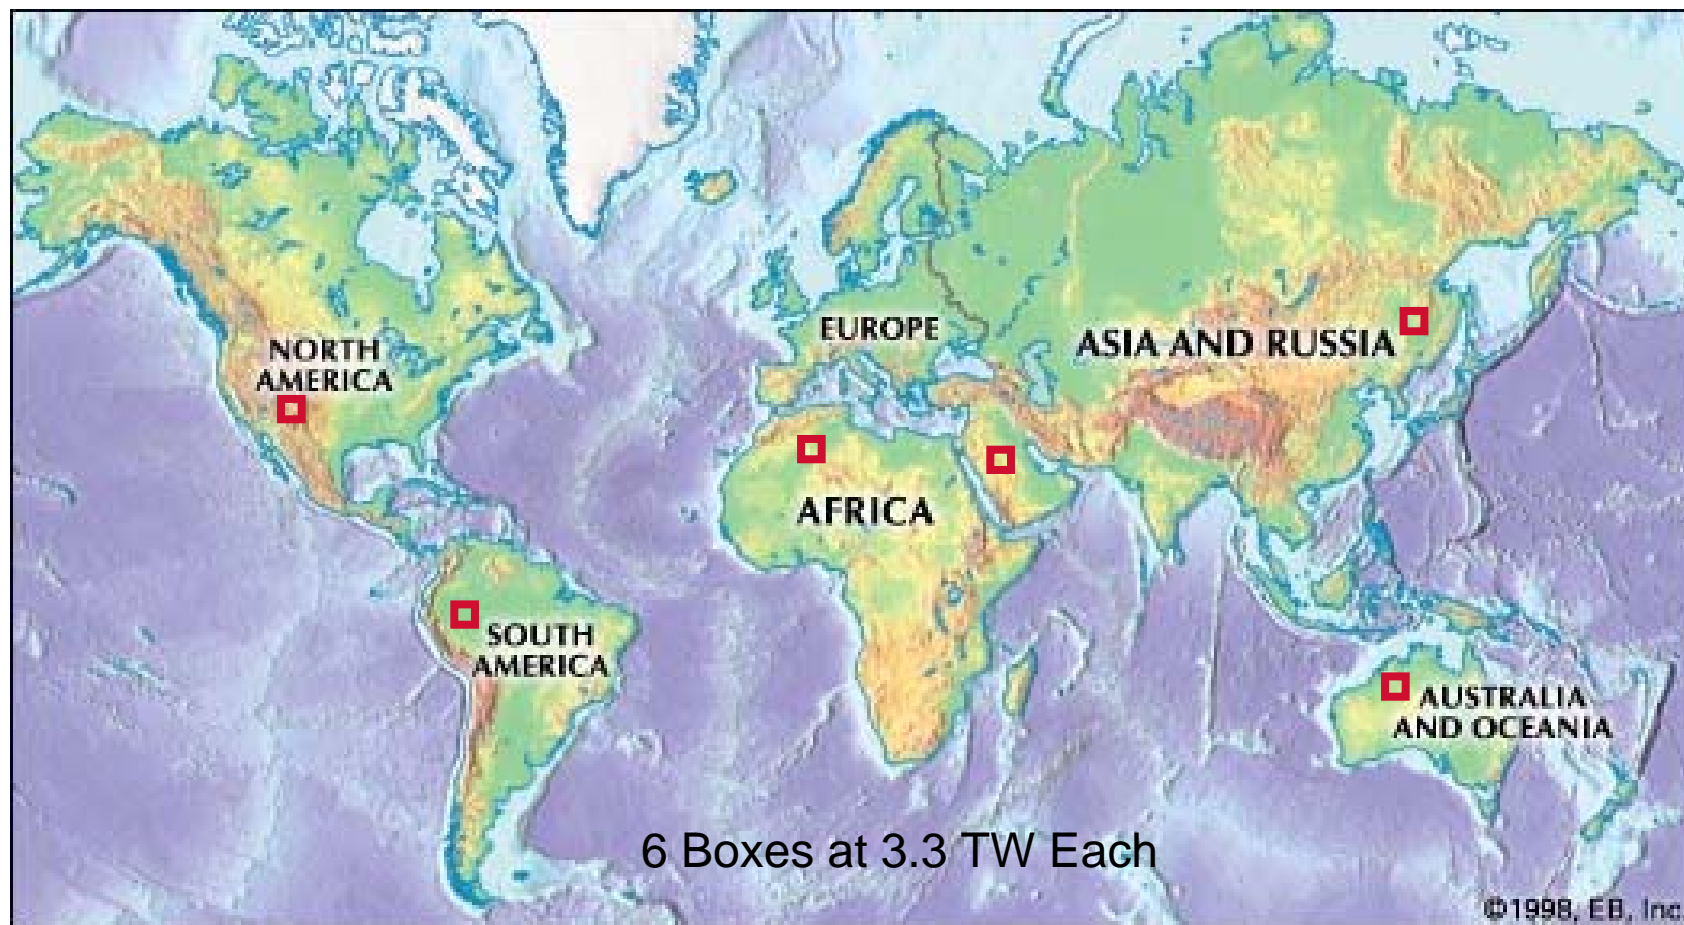 NORTH
AMERICA
EUROPE
ASIA AND RUSSIA
AFRICA
SOUTH
AMERICA
AUSTRALIA
AND OCEANIA
6 Boxes at 3.3 TW Each
©1998, EB, Inc.